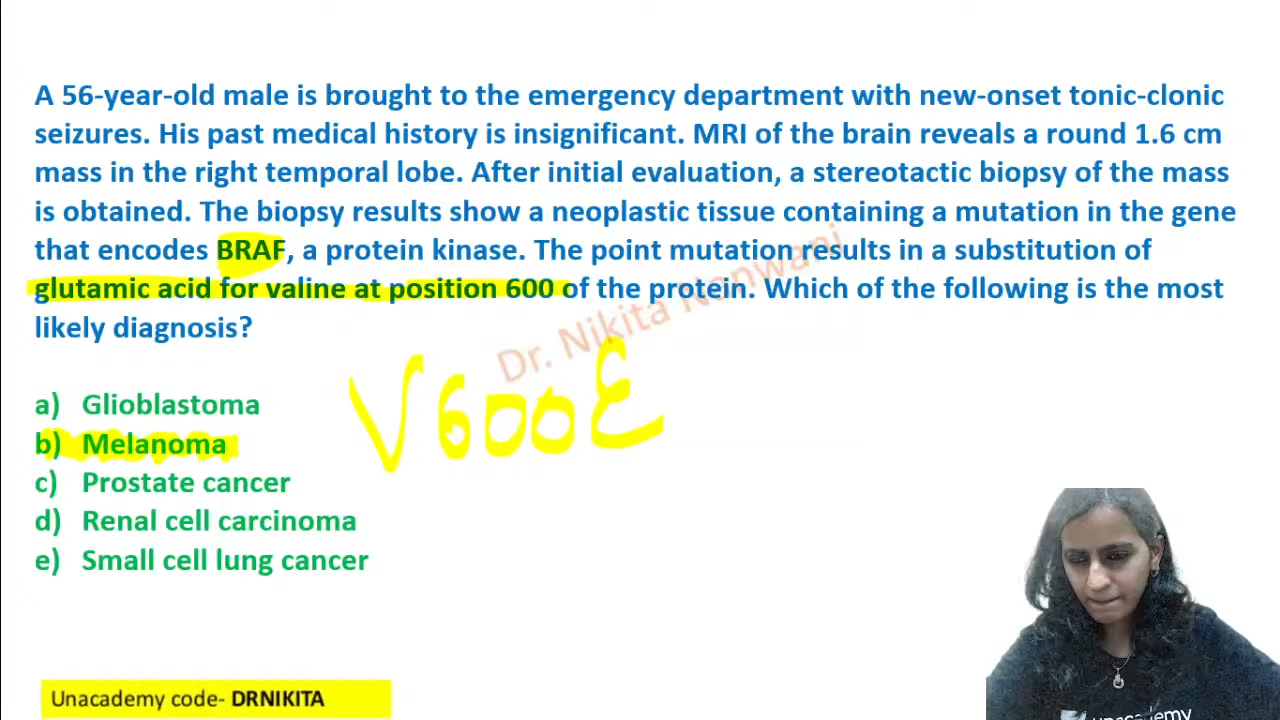 A 56-year-old male is brought to the emergency department with new-onset tonic-clonic
seizures. His past medical history is insignificant. MRI of the brain reveals a round 1.6 cm
mass in the right temporal lobe. After initial evaluation, a stereotactic biopsy of the mass
is obtained. The biopsy results show a neoplastic tissue containing a mutation in the gene
that encodes BRAF, a protein kinase. The point mutation results in a substitution of
glutamic acid for valine at position 600 of the protein. Which of the following is the most
likely diagnosis?
Dr. Nikita Nanwani
a) Glioblastoma
V600E
b) Melanoma
c) Prostate cancer
d) Renal cell carcinoma
e) Small cell lung cancer
Unacademy code- DRNIKITA
unacademy